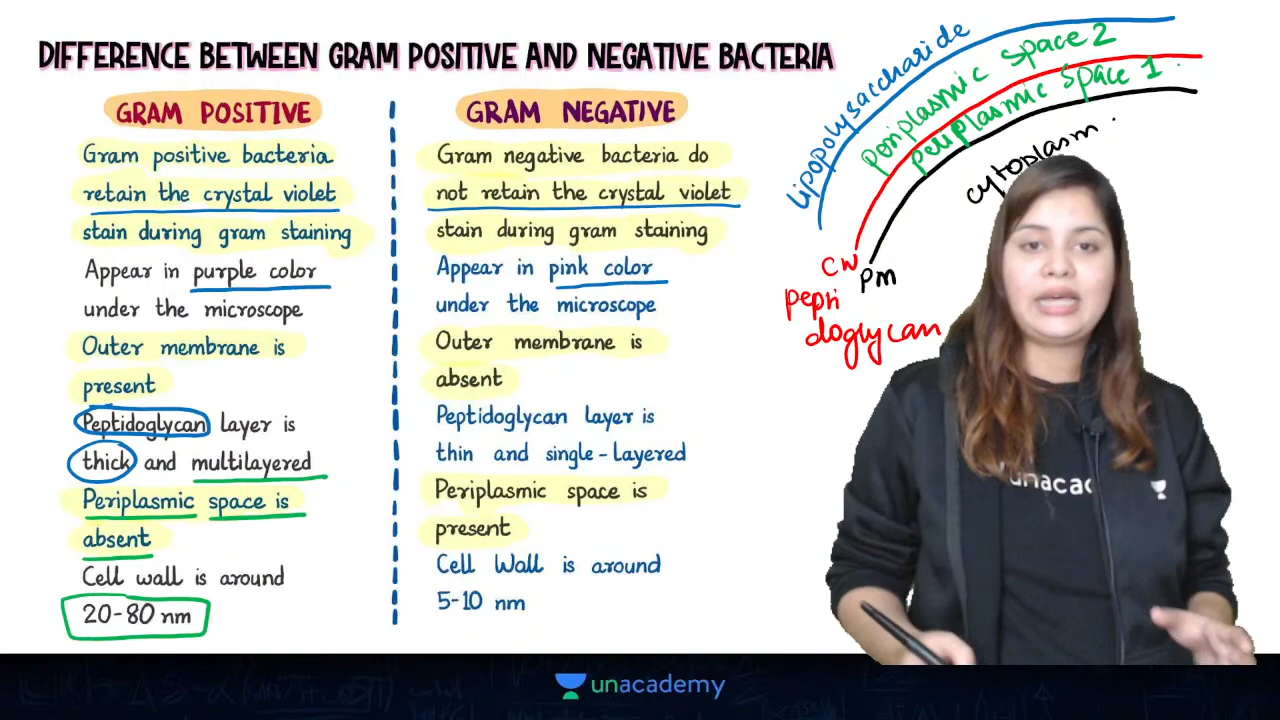 DIFFERENCE BETWEEN GRAM POSITIVE AND NEGATIVE BACTERIA
GRAM POSITIVE
Gram positive bacteria
retain the crystal violet
stain during gram staining
Appear in purple color
under the microscope
Outer membrane is
present
Peptidoglycan layer is
thick and multilayered
Periplasmic space is
absent
Cell wall is around
20-80 nm
GRAM NEGATIVE
Gram negative bacteria do
not retain the crystal violet
stain during gram staining
Appear in pink color
under the microscope
Outer membrane is
absent
Peptidoglycan layer is
thin and single-layered
Periplasmic space is
present
Cell Wall is around
5-10 nm
lipopolysaccharide
periplasmic space 2
periplasmic space 1
cytoplasm
CW
PM
pepti
doglycan
unacad
unacademy